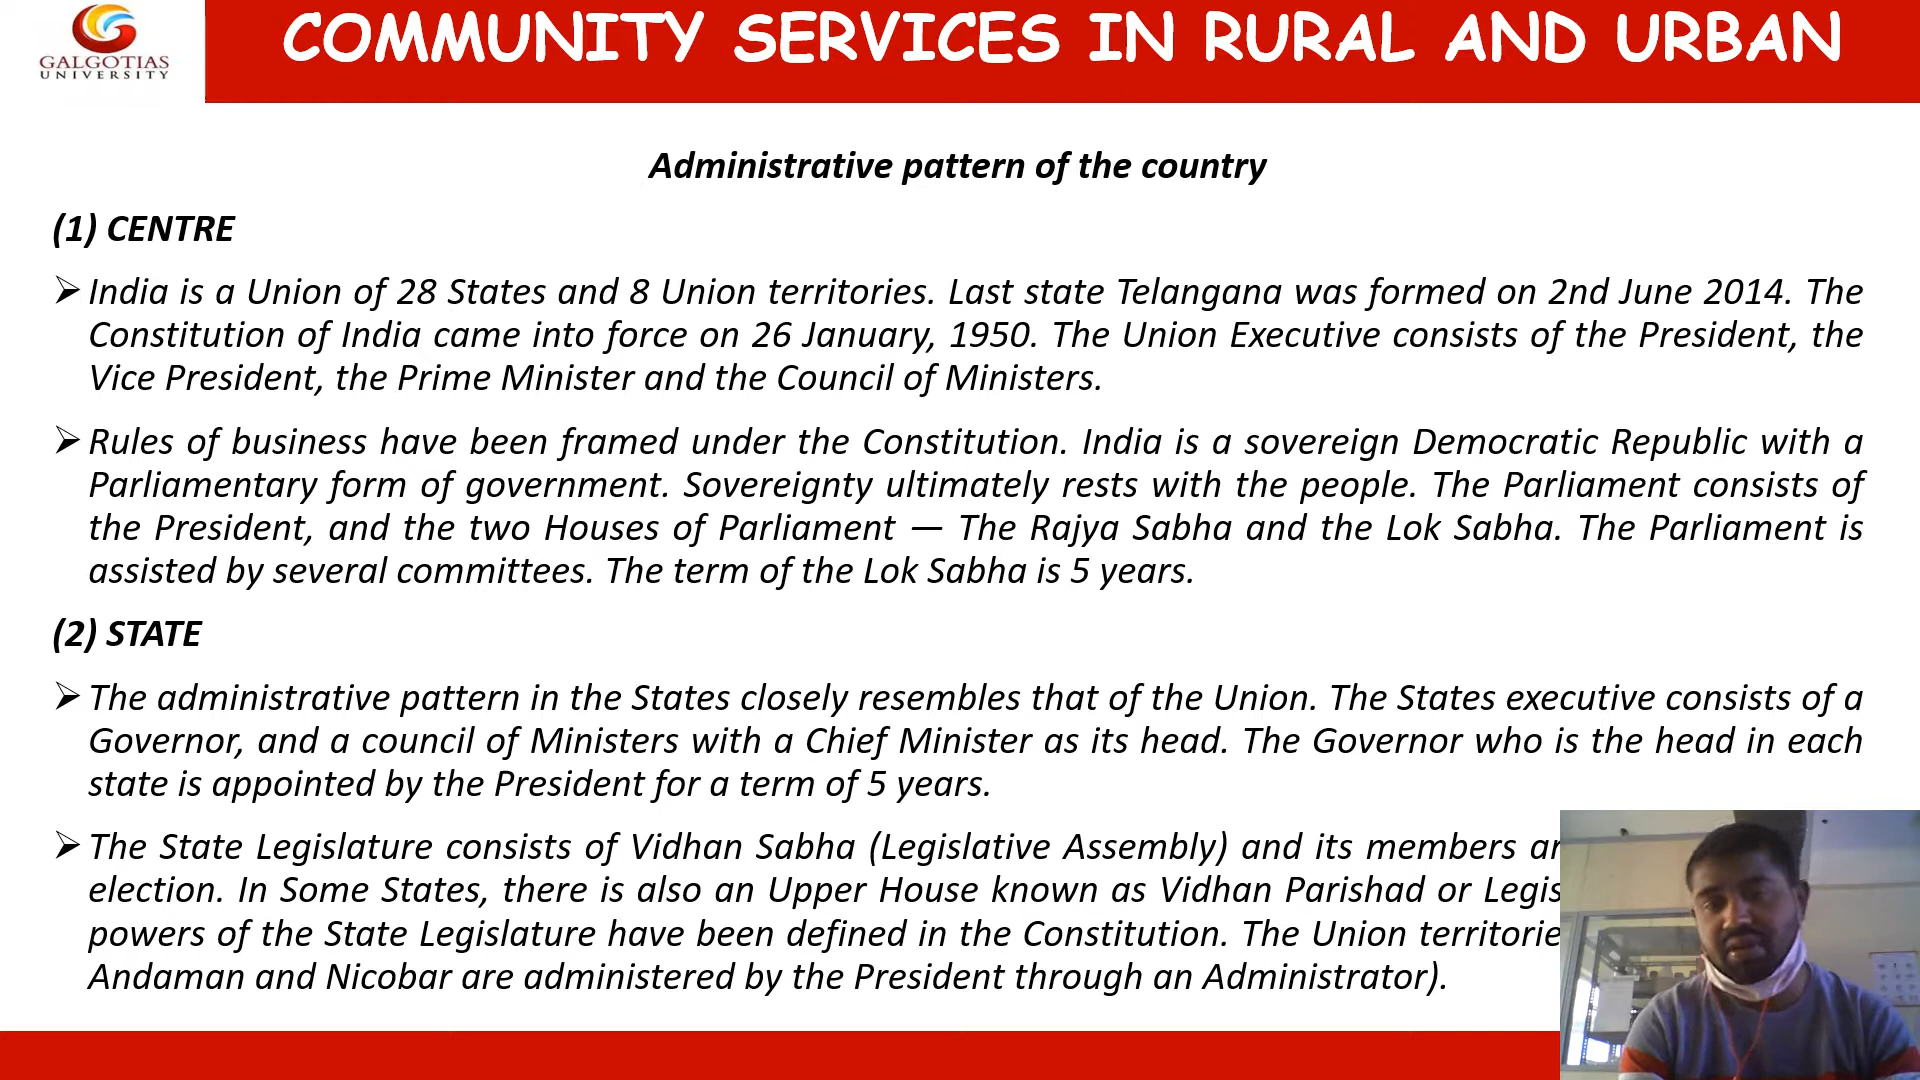 GALGOTIAS
UNIVERSITY
COMMUNITY SERVICES IN RURAL AND URBAN
Administrative pattern of the country
(1) CENTRE
India is a Union of 28 States and 8 Union territories. Last state Telangana was formed on 2nd June 2014. The
Constitution of India came into force on 26 January, 1950. The Union Executive consists of the President, the
Vice President, the Prime Minister and the Council of Ministers.
Rules of business have been framed under the Constitution. India is a sovereign Democratic Republic with a
Parliamentary form of government. Sovereignty ultimately rests with the people. The Parliament consists of
the President, and the two Houses of Parliament — The Rajya Sabha and the Lok Sabha. The Parliament is
assisted by several committees. The term of the Lok Sabha is 5 years.
(2) STATE
The administrative pattern in the States closely resembles that of the Union. The States executive consists of a
Governor, and a council of Ministers with a Chief Minister as its head. The Governor who is the head in each
state is appointed by the President for a term of 5 years.
The State Legislature consists of Vidhan Sabha (Legislative Assembly) and its members
election. In Some States, there is also an Upper House known as Vidhan Parishad or
powers of the State Legislature have been defined in the Constitution. The Union
Andaman and Nicobar are administered by the President through an Administrator).